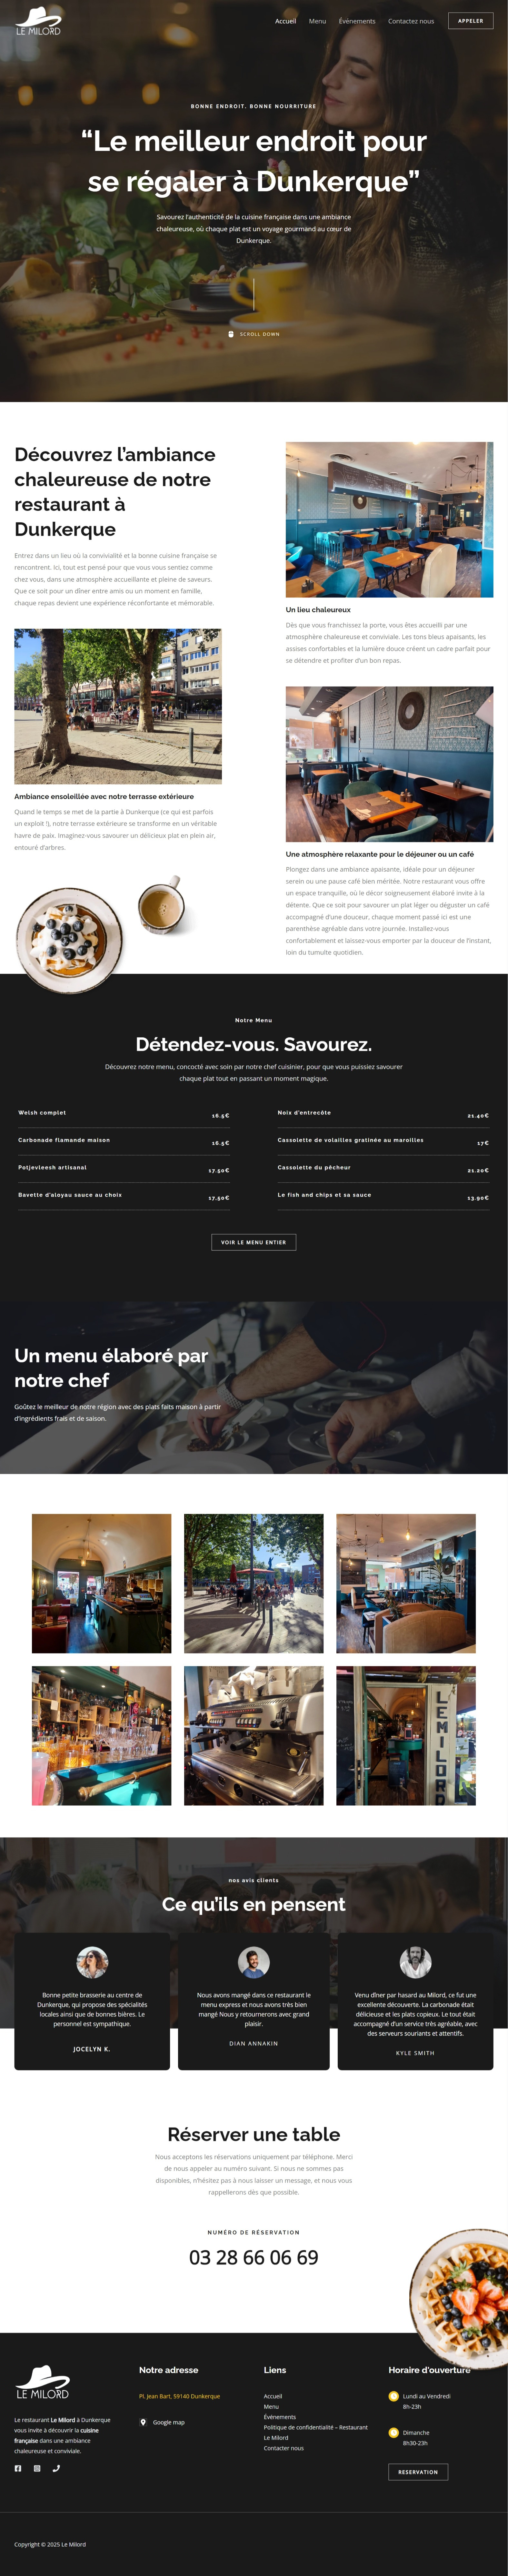 LE MILORD
Accueil
Menu
Événements
Contactez nous
APPELER
BONNE ENDROIT. BONNE NOURRITURE
“Le meilleur endroit pour
se régaler à Dunkerque”
Savourez l’authenticité de la cuisine française dans une ambiance
chaleureuse, où chaque plat est un voyage gourmand au cœur de
Dunkerque.
SCROLL DOWN
Découvrez l’ambiance
chaleureuse de notre
restaurant à
Dunkerque
Entrez dans un lieu où la convivialité et la bonne cuisine française se
rencontrent. Ici, tout est pensé pour que vous vous sentiez comme
chez vous, dans une atmosphère accueillante et pleine de saveurs.
Que ce soit pour un dîner entre amis ou un moment en famille,
chaque repas devient une expérience réconfortante et mémorable.
Ambiance ensoleillée avec notre terrasse extérieure
Quand le temps se met de la partie à Dunkerque (ce qui est parfois
un exploit !), notre terrasse extérieure se transforme en un véritable
havre de paix. Imaginez-vous savourer un délicieux plat en plein air,
entouré d’arbres.
Un lieu chaleureux
Dès que vous franchissez la porte, vous êtes accueilli par une
atmosphère chaleureuse et conviviale. Les tons bleus apaisants, les
assises confortables et la lumière douce créent un cadre parfait pour
se détendre et profiter d’un bon repas.
Une atmosphère relaxante pour le déjeuner ou un café
Plongez dans une ambiance apaisante, idéale pour un déjeuner
serein ou une pause café bien méritée. Notre restaurant vous offre
un espace tranquille, où le décor soigneusement élaboré invite à la
détente. Que ce soit pour savourer un plat léger ou déguster un café
accompagné d’une douceur, chaque moment passé ici est une
parenthèse agréable dans votre journée. Installez-vous
confortablement et laissez-vous emporter par la douceur de l’instant,
loin du tumulte quotidien.
Notre Menu
Détendez-vous. Savourez.
Découvrez notre menu, concocté avec soin par notre chef cuisinier, pour que vous puissiez savourer
chaque plat tout en passant un moment magique.
Welsh complet 16.5€
Carbonade flamande maison 16.5€
Potjevleesh artisanal 17.50€
Bavette d’aloyau sauce au choix 17,50€
Noix d’entrecôte 21.40€
Cassolette de volailles gratinée au maroilles 17€
Cassolette du pêcheur 21.20€
Le fish and chips et sa sauce 13.90€
VOIR LE MENU ENTIER
Un menu élaboré par
notre chef
Goûtez le meilleur de notre région avec des plats faits maison à partir
d’ingrédients frais et de saison.
LEMILORD
nos avis clients
Ce qu’ils en pensent
Bonne petite brasserie au centre de
Dunkerque, qui propose des spécialités
locales ainsi que de bonnes bières. Le
personnel est sympathique.
JOCELYN K.
Nous avons mangé dans ce restaurant le
menu express et nous avons très bien
mangé Nous y retournerons avec grand
plaisir.
DIAN ANNAKIN
Venu dîner par hasard au Milord, ce fut une
excellente découverte. La carbonade était
délicieuse et les plats copieux. Le tout était
accompagné d’un service très agréable, avec
des serveurs souriants et attentifs.
KYLE SMITH
Réserver une table
Nous acceptons les réservations uniquement par téléphone. Merci
de nous appeler au numéro suivant. Si nous ne sommes pas
disponibles, n’hésitez pas à nous laisser un message, et nous vous
rappellerons dès que possible.
NUMÉRO DE RÉSERVATION
03 28 66 06 69
LE MILORD
Le restaurant Le Milord à Dunkerque
vous invite à découvrir la cuisine
française dans une ambiance
chaleureuse et conviviale.
Notre adresse
Pl. Jean Bart, 59140 Dunkerque
Google map
Liens
Accueil
Menu
Événements
Politique de confidentialité – Restaurant
Le Milord
Contacter nous
Horaire d’ouverture
Lundi au Vendredi
8h-23h
Dimanche
8h30-23h
RESERVATION
Copyright © 2025 Le Milord